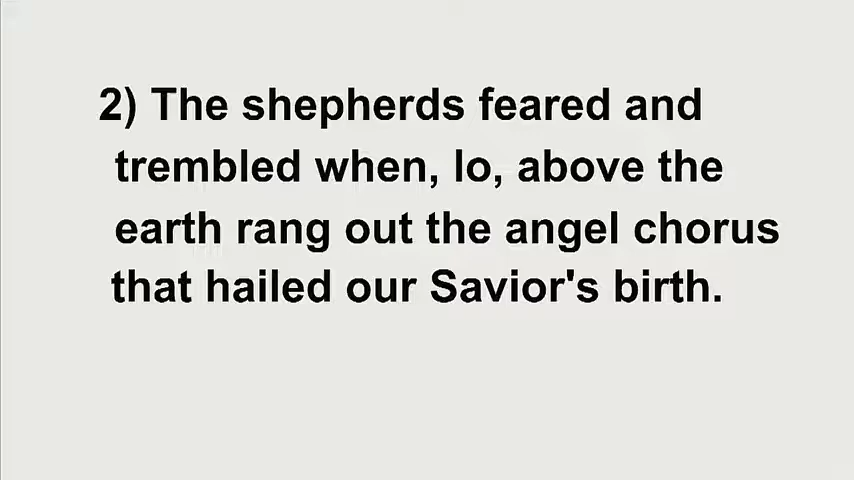 2) The shepherds feared and
trembled when, lo, above the
earth rang out the angel chorus
that hailed our Savior's birth.